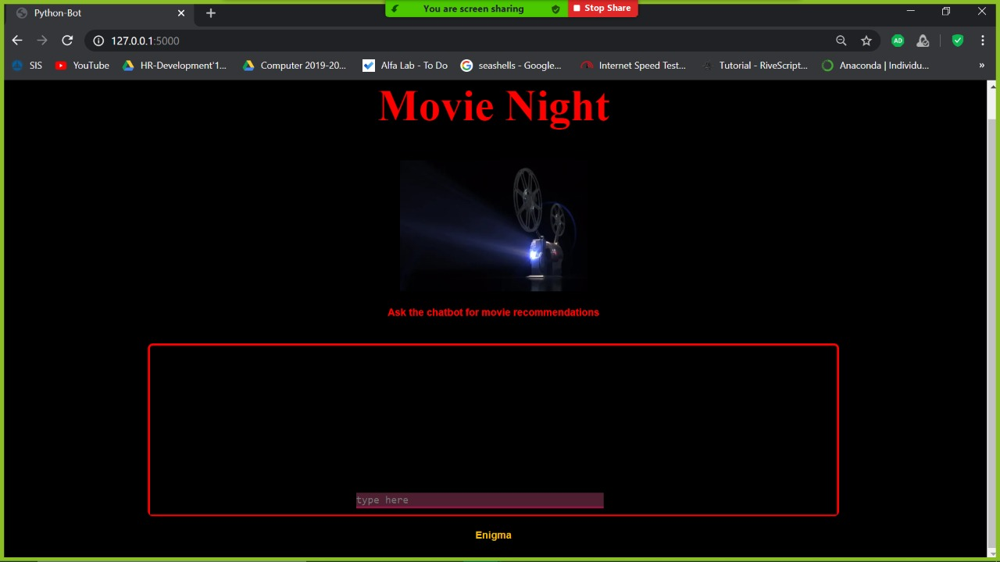 Python-Bot
You are screen sharing
Stop Share
127.0.0.1:5000
AD
SIS
YouTube
HR-Development'1...
Computer 2019-20...
Alfa Lab - To Do
seashells - Google...
Internet Speed Test...
Tutorial - RiveScript...
Anaconda | Individu...
»
Movie Night
Ask the chatbot for movie recommendations
type here
Enigma